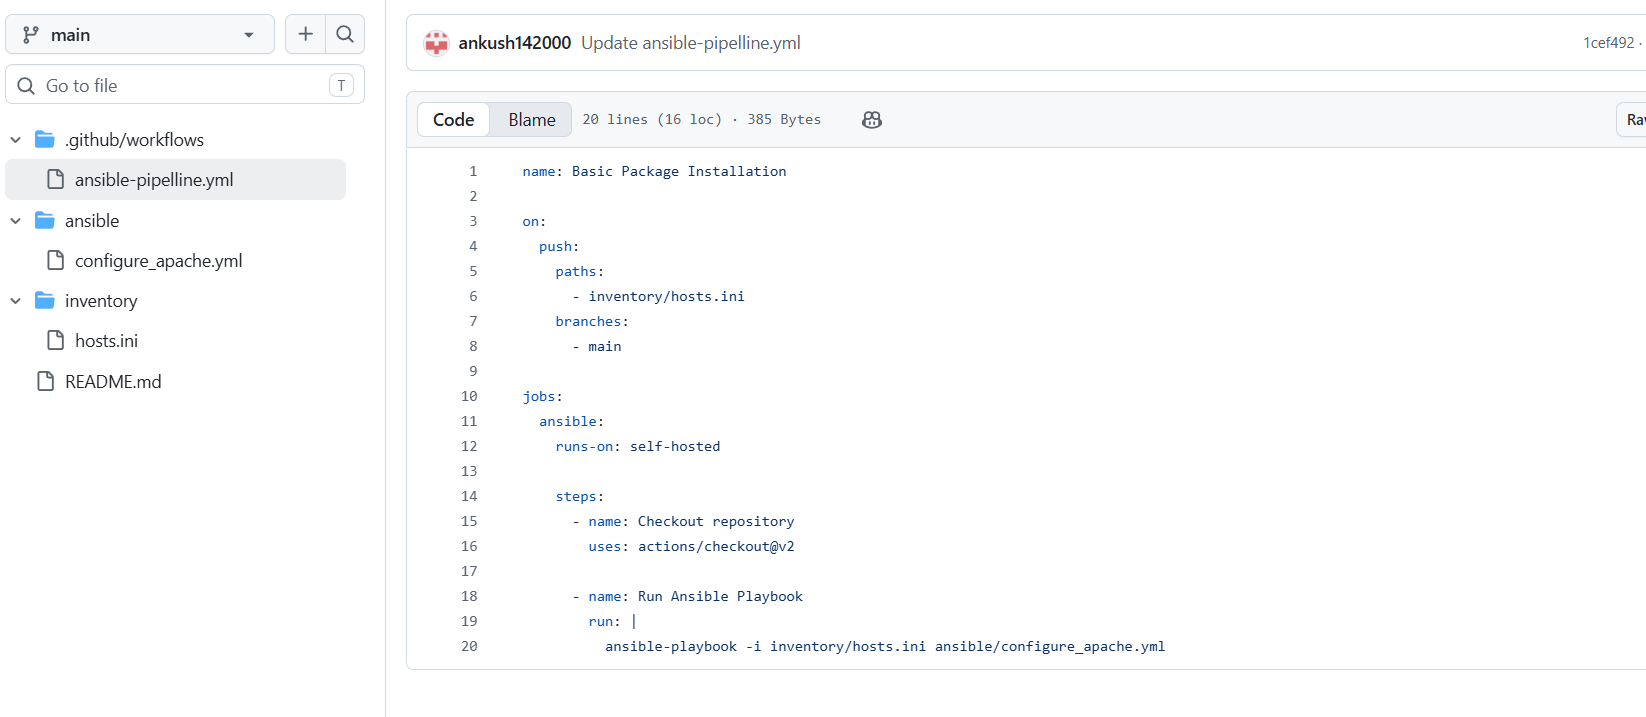 main
Go to file
T
.github/workflows
ansible-pipelline.yml
ansible
configure_apache.yml
inventory
hosts.ini
README.md
ankush142000 Update ansible-pipelline.yml
1cef492 ·
Code Blame 20 lines (16 loc) · 385 Bytes
1 name: Basic Package Installation
2
3 on:
4 push:
5 paths:
6 - inventory/hosts.ini
7 branches:
8 - main
9
10 jobs:
11 ansible:
12 runs-on: self-hosted
13
14 steps:
15 - name: Checkout repository
16 uses: actions/checkout@v2
17
18 - name: Run Ansible Playbook
19 run: |
20 ansible-playbook -i inventory/hosts.ini ansible/configure_apache.yml